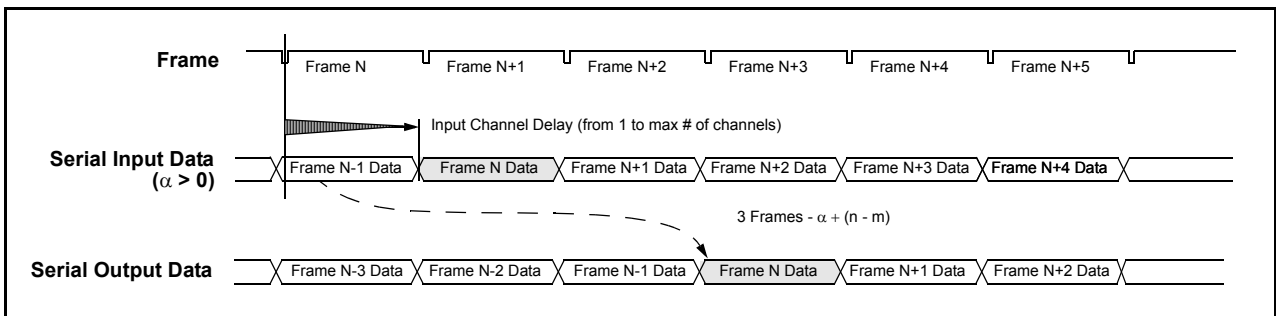 Frame
Frame N Frame N+1 Frame N+2 Frame N+3 Frame N+4 Frame N+5
Input Channel Delay (from 1 to max # of channels)
Serial Input Data
(α > 0)
Frame N-1 Data Frame N Data Frame N+1 Data Frame N+2 Data Frame N+3 Data Frame N+4 Data
3 Frames - α + (n - m)
Serial Output Data
Frame N-3 Data Frame N-2 Data Frame N-1 Data Frame N Data Frame N+1 Data Frame N+2 Data